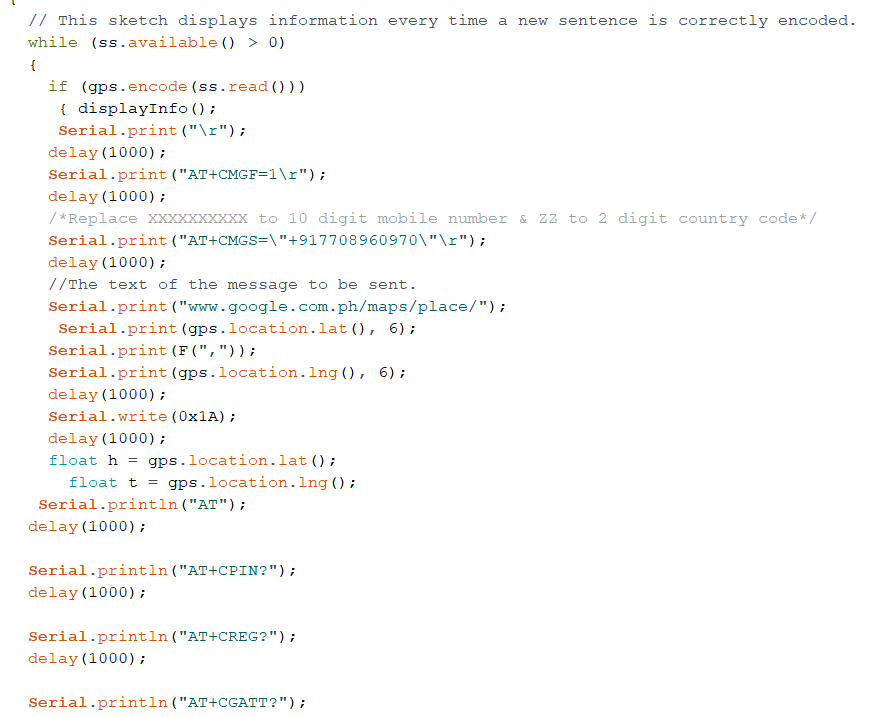 {
// This sketch displays information every time a new sentence is correctly encoded.
while (ss.available() > 0)
{
if (gps.encode(ss.read()))
{ displayInfo();
Serial.print("\r");
delay(1000);
Serial.print("AT+CMGF=1\r");
delay(1000);
/*Replace XXXXXXXXXX to 10 digit mobile number & ZZ to 2 digit country code*/
Serial.print("AT+CMGS=\"+917708960970\"\r");
delay(1000);
//The text of the message to be sent.
Serial.print("www.google.com.ph/maps/place/");
Serial.print(gps.location.lat(), 6);
Serial.print(F(","));
Serial.print(gps.location.lng(), 6);
delay(1000);
Serial.write(0x1A);
delay(1000);
float h = gps.location.lat();
float t = gps.location.lng();
Serial.println("AT");
delay(1000);
Serial.println("AT+CPIN?");
delay(1000);
Serial.println("AT+CREG?");
delay(1000);
Serial.println("AT+CGATT?");